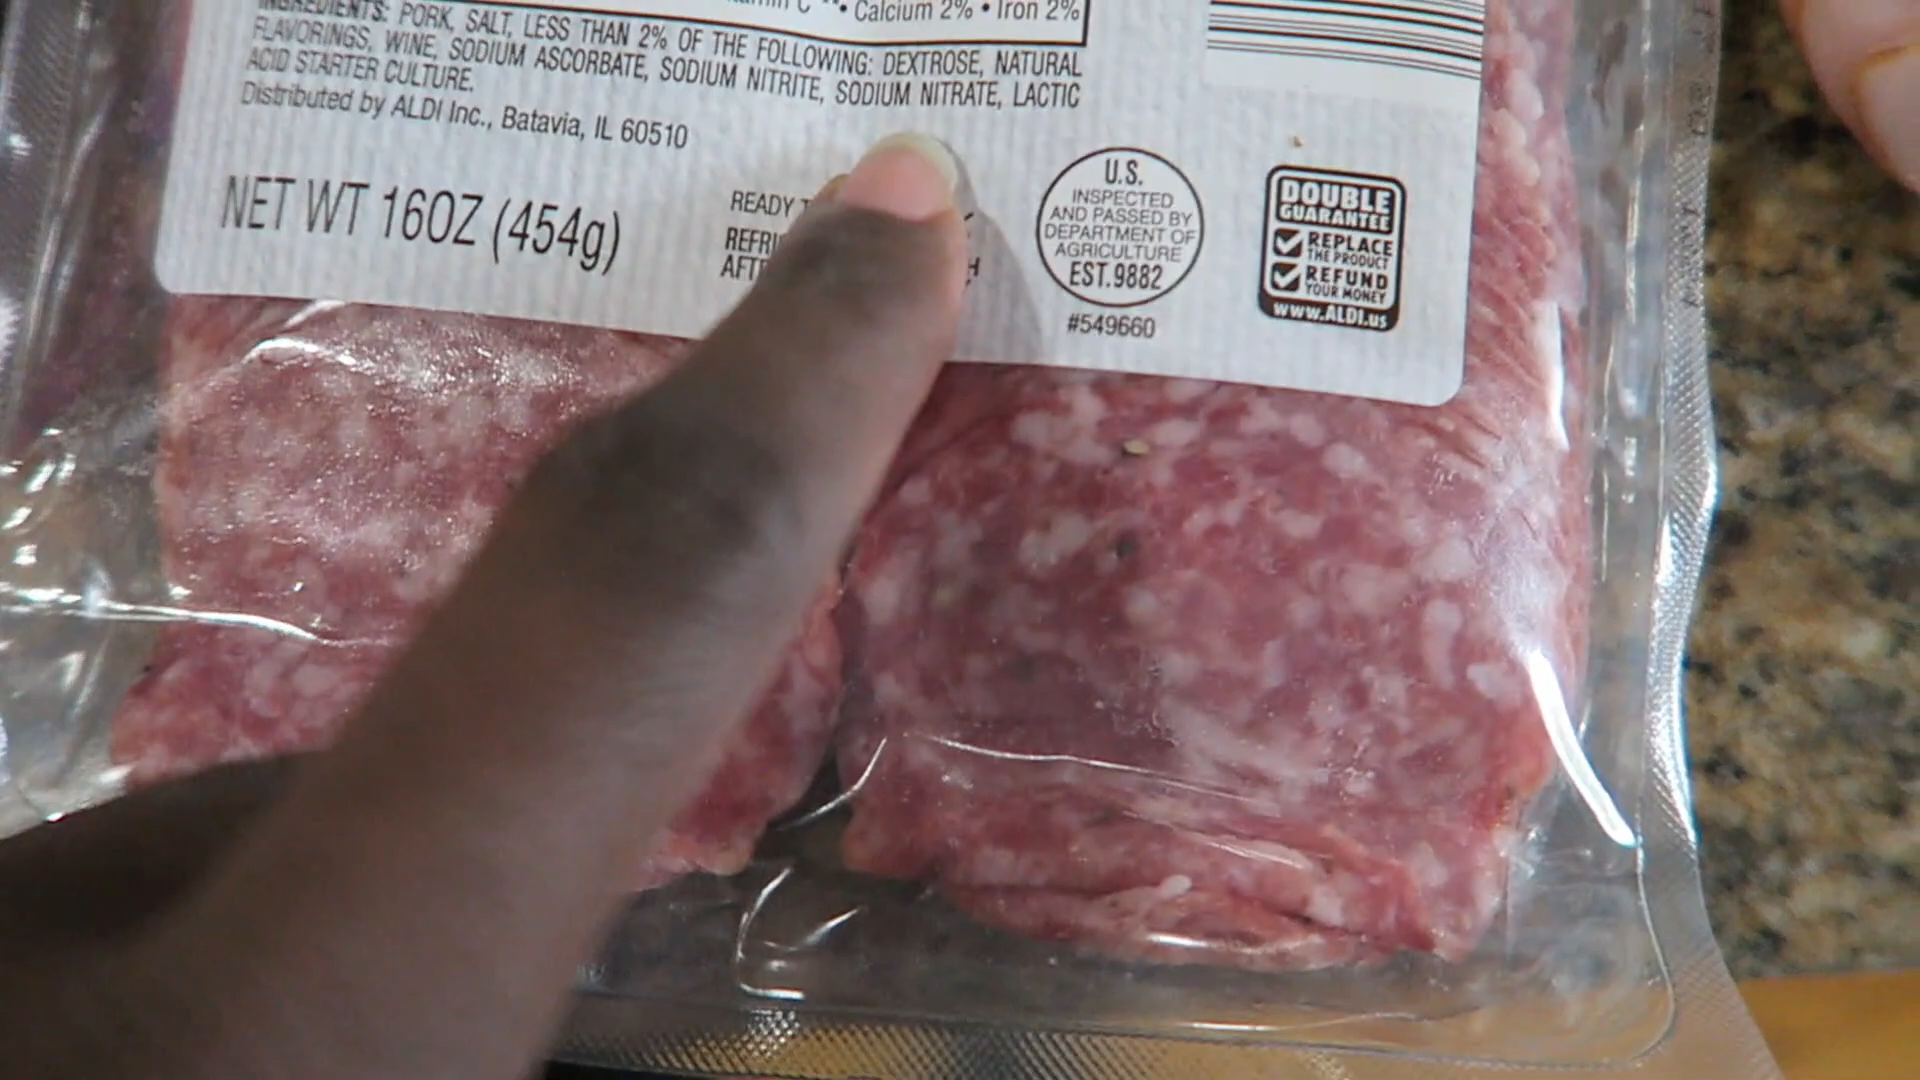 Calcium 2% • Iron 2%
INGREDIENTS: PORK, SALT, LESS THAN 2% OF THE FOLLOWING: DEXTROSE, NATURAL
FLAVORINGS, WINE, SODIUM ASCORBATE, SODIUM NITRITE, SODIUM NITRATE, LACTIC
ACID STARTER CULTURE.
Distributed by ALDI Inc., Batavia, IL 60510
NET WT 16OZ (454g)
READY
U.S.
INSPECTED
AND PASSED BY
DEPARTMENT OF
AGRICULTURE
EST.9882
#549660
DOUBLE
GUARANTEE
REPLACE
THE PRODUCT
REFUND
YOUR MONEY
www.ALDI.us